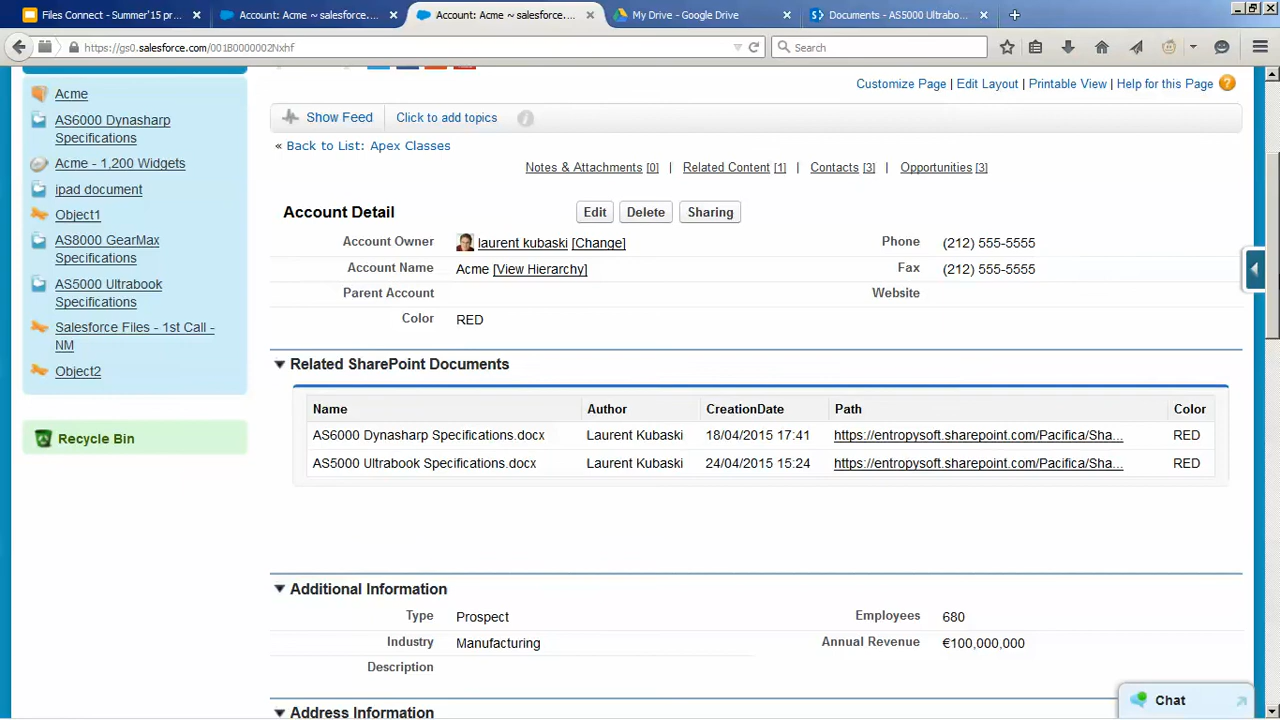 Files Connect - Summer'15 pr...
Account: Acme ~ salesforce....
Account: Acme ~ salesforce....
My Drive - Google Drive
Documents - AS5000 Ultrabo...
https://gs0.salesforce.com/001B0000002Nxhf
Search
Customize Page | Edit Layout | Printable View | Help for this Page ?
Acme
AS6000 Dynasharp
Specifications
Acme - 1,200 Widgets
ipad document
Object1
AS8000 GearMax
Specifications
AS5000 Ultrabook
Specifications
Salesforce Files - 1st Call -
NM
Object2
Recycle Bin
Show Feed
Click to add topics
i
« Back to List: Apex Classes
Notes & Attachments [0] | Related Content [1] | Contacts [3] | Opportunities [3]
Account Detail
Edit
Delete
Sharing
Account Owner laurent kubaski [Change]
Phone (212) 555-5555
Account Name Acme [View Hierarchy]
Fax (212) 555-5555
Parent Account
Website
Color RED
Related SharePoint Documents
Name Author CreationDate Path Color
AS6000 Dynasharp Specifications.docx Laurent Kubaski 18/04/2015 17:41 https://entropysoft.sharepoint.com/Pacifica/Sha... RED
AS5000 Ultrabook Specifications.docx Laurent Kubaski 24/04/2015 15:24 https://entropysoft.sharepoint.com/Pacifica/Sha... RED
Additional Information
Type Prospect
Employees 680
Industry Manufacturing
Annual Revenue €100,000,000
Description
Address Information
Chat